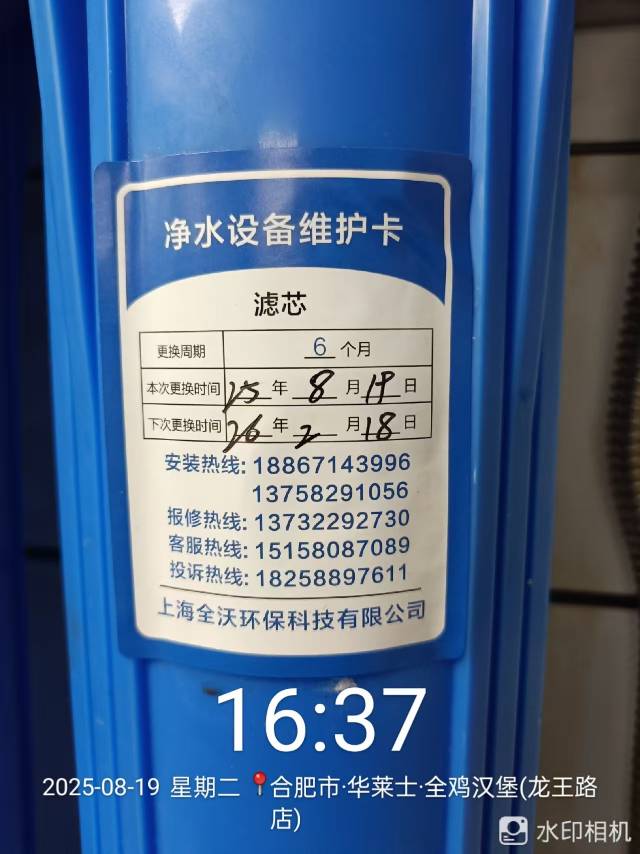 净水设备维护卡
滤芯
更换周期 6 个月
本次更换时间 25 年 8 月 19 日
下次更换时间 26 年 2 月 18 日
安装热线: 18867143996
13758291056
报修热线: 13732292730
客服热线: 15158087089
投诉热线: 18258897611
上海全沃环保科技有限公司
16:37
2025-08-19 星期二 📍合肥市·华莱士·全鸡汉堡(龙王路
店)
水印相机